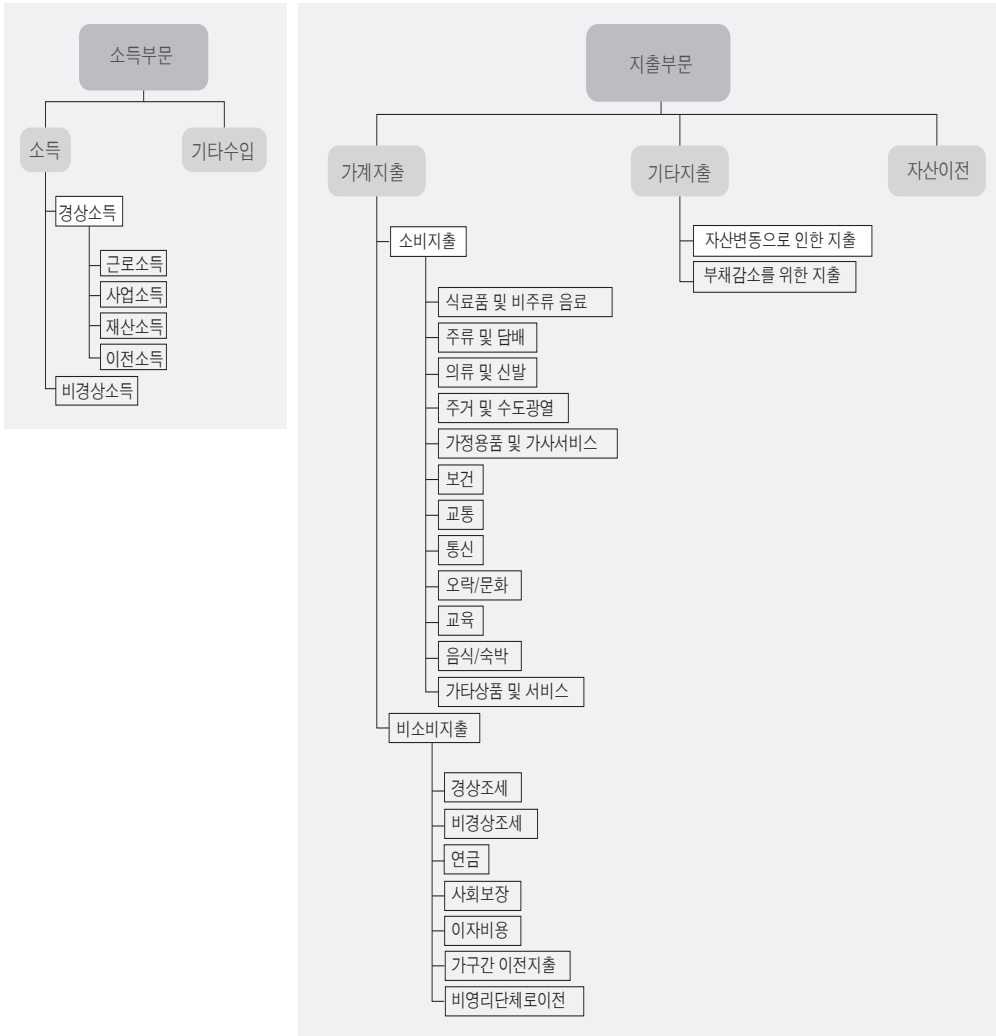 소득부문
소득
기타수입
경상소득
근로소득
사업소득
재산소득
이전소득
비경상소득
지출부문
가계지출
기타지출
자산이전
소비지출
식료품 및 비주류 음료
주류 및 담배
의류 및 신발
주거 및 수도광열
가정용품 및 가사서비스
보건
교통
통신
오락/문화
교육
음식/숙박
가타상품 및 서비스
비소비지출
경상조세
비경상조세
연금
사회보장
이자비용
가구간 이전지출
비영리단체로이전
자산변동으로 인한 지출
부채감소를 위한 지출